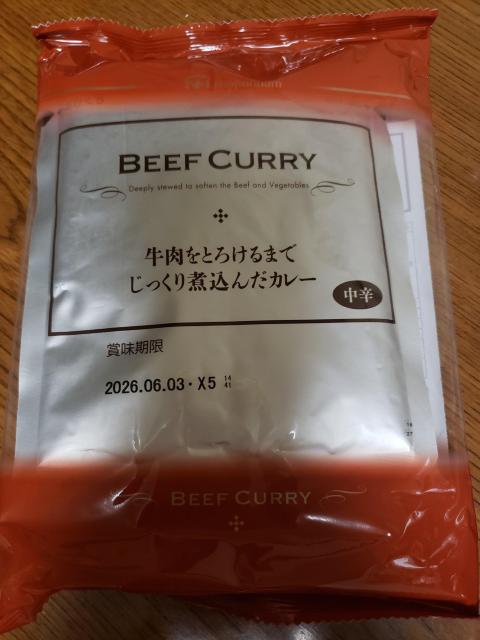 BEEF CURRY
Deeply stewed to soften the Beef and Vegetables
牛肉をとろけるまで
じっくり煮込んだカレー
中辛
賞味期限
2026.06.03・X5 14
41
BEEF CURRY